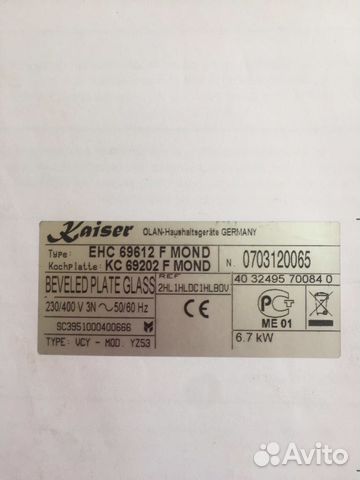 Kaiser OLAN-Haushaltsgeräte GERMANY
Type: EHC 69612 F MOND
Kochplatte: KC 69202 F MOND
N. 0703120065
BEVELED PLATE GLASS
REF
2HL1HLDC1HLBOV
40 32495 70084 0
230/400 V 3N ~ 50/60 Hz
SC3951000400666
CE
PC
ME 01
TYPE: VCY - MOD. YZ53
6.7 kW
Avito